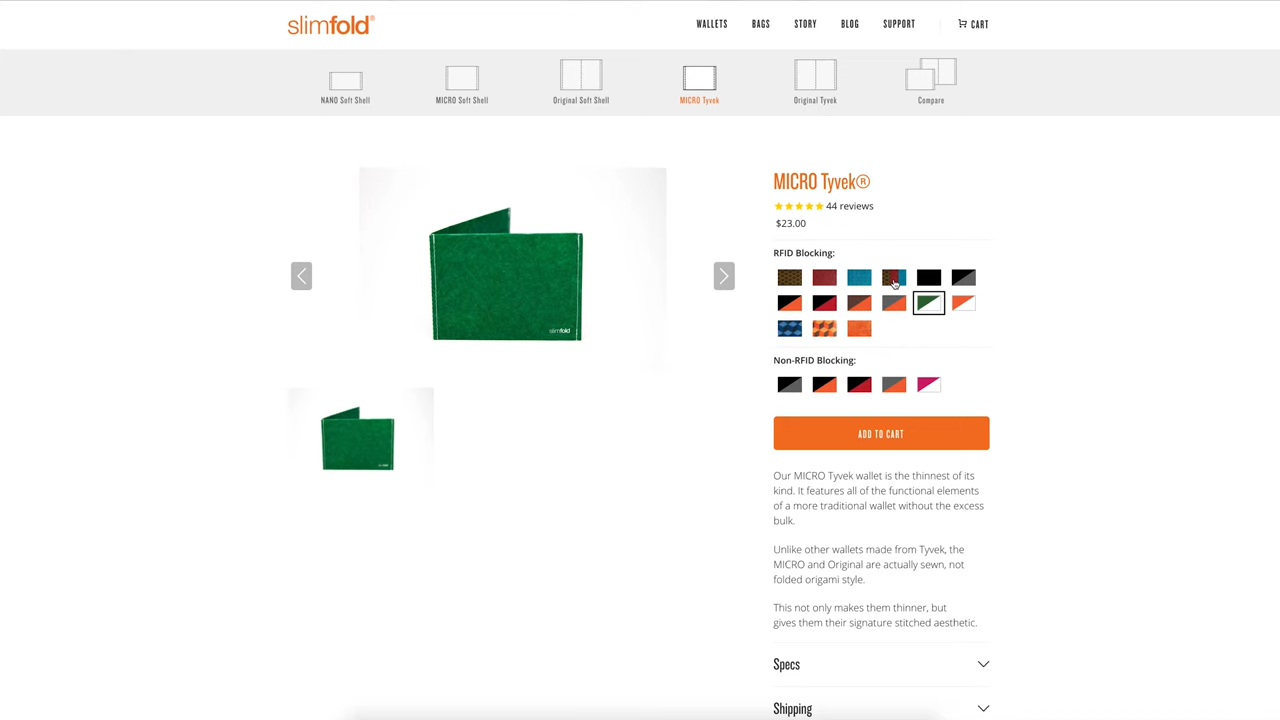 slimfold®
WALLETS
BAGS
STORY
BLOG
SUPPORT
CART
NANO Soft Shell
MICRO Soft Shell
Original Soft Shell
MICRO Tyvek
Original Tyvek
Compare
MICRO Tyvek®
44 reviews
$23.00
RFID Blocking:
slimfold
Non-RFID Blocking:
ADD TO CART
Our MICRO Tyvek wallet is the thinnest of its
kind. It features all of the functional elements
of a more traditional wallet without the excess
bulk.
Unlike other wallets made from Tyvek, the
MICRO and Original are actually sewn, not
folded origami style.
This not only makes them thinner, but
gives them their signature stitched aesthetic.
Specs
Shipping